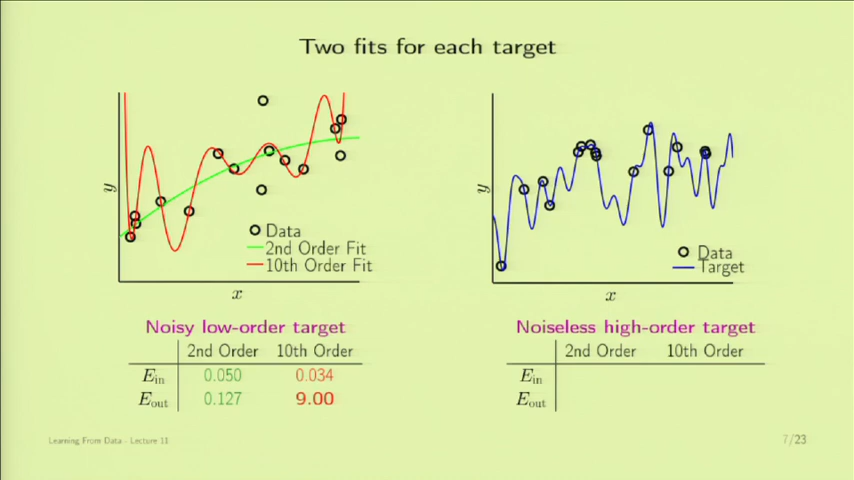 Two fits for each target
y
Data
2nd Order Fit
10th Order Fit
x
y
Data
Target
x
Noisy low-order target
2nd Order 10th Order
Ein 0.050 0.034
Eout 0.127 9.00
Noiseless high-order target
2nd Order 10th Order
Ein
Eout
Learning From Data - Lecture 11
7/23